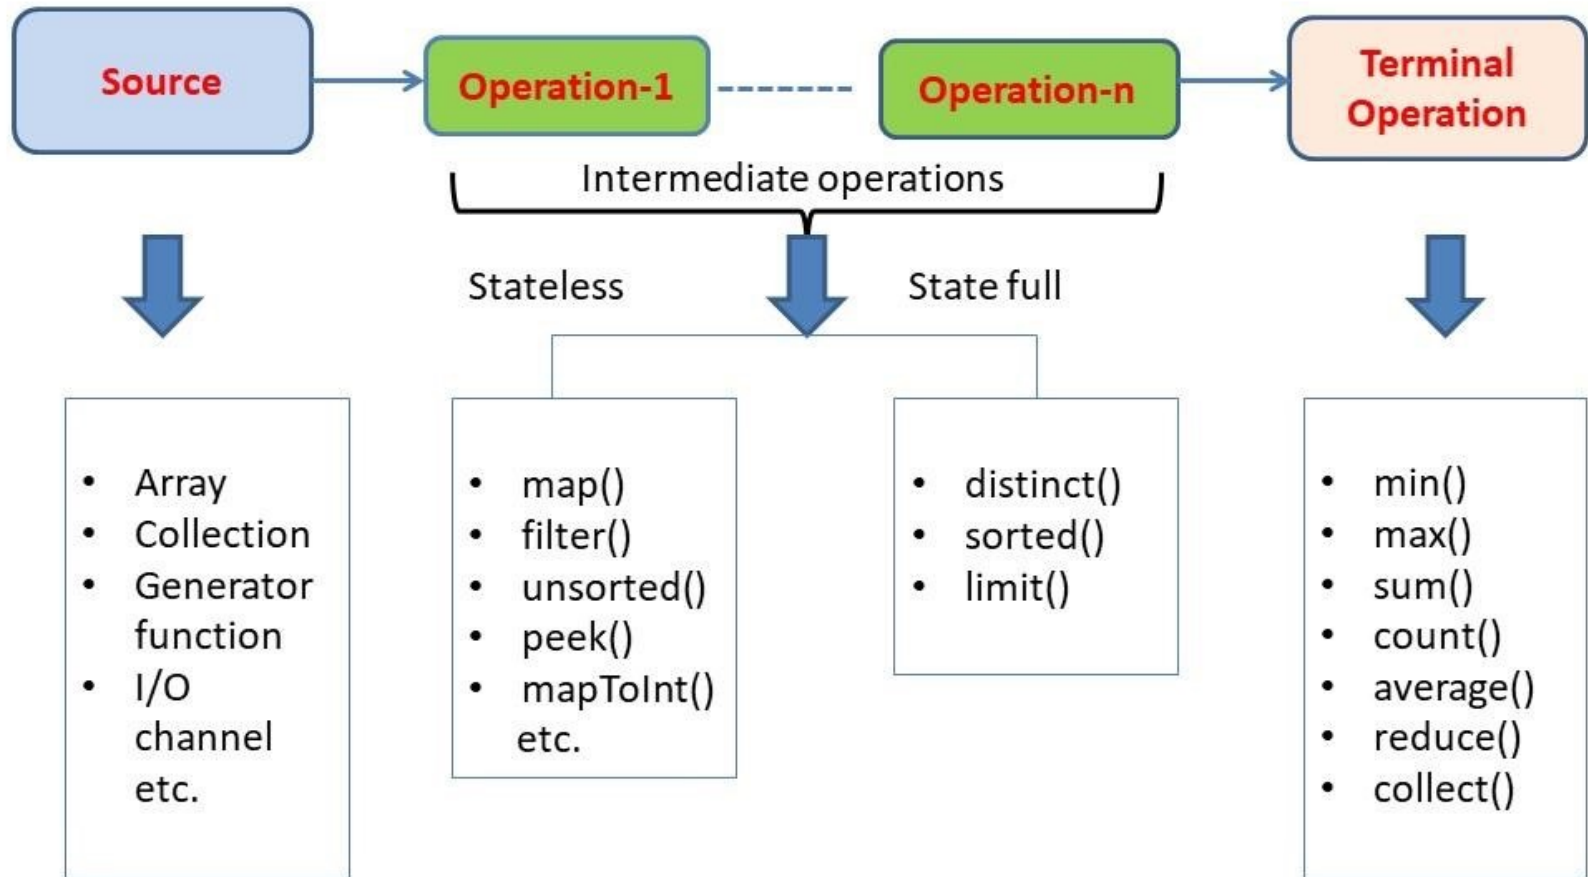 Source
Operation-1
Operation-n
Terminal
Operation
Intermediate operations
Stateless
State full
• Array
• Collection
• Generator
function
• I/O
channel
etc.
• map()
• filter()
• unsorted()
• peek()
• mapToInt()
etc.
• distinct()
• sorted()
• limit()
• min()
• max()
• sum()
• count()
• average()
• reduce()
• collect()